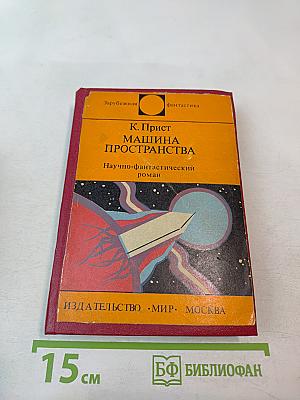 Зарубежная фантастика
К. Прист
МАШИНА
ПРОСТРАНСТВА
Научно-фантастический
роман
ИЗДАТЕЛЬСТВО «МИР» МОСКВА
15 см
БФ БИБЛИОФАН